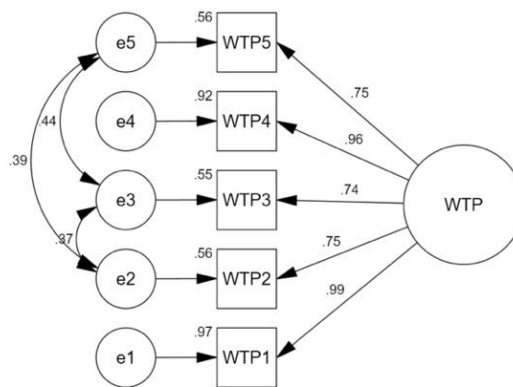 .56
e5
WTP5
.75
.92
e4
WTP4
.44
.96
.39
.55
e3
WTP3
.74
WTP
.37
.56
e2
WTP2
.75
.99
.97
e1
WTP1